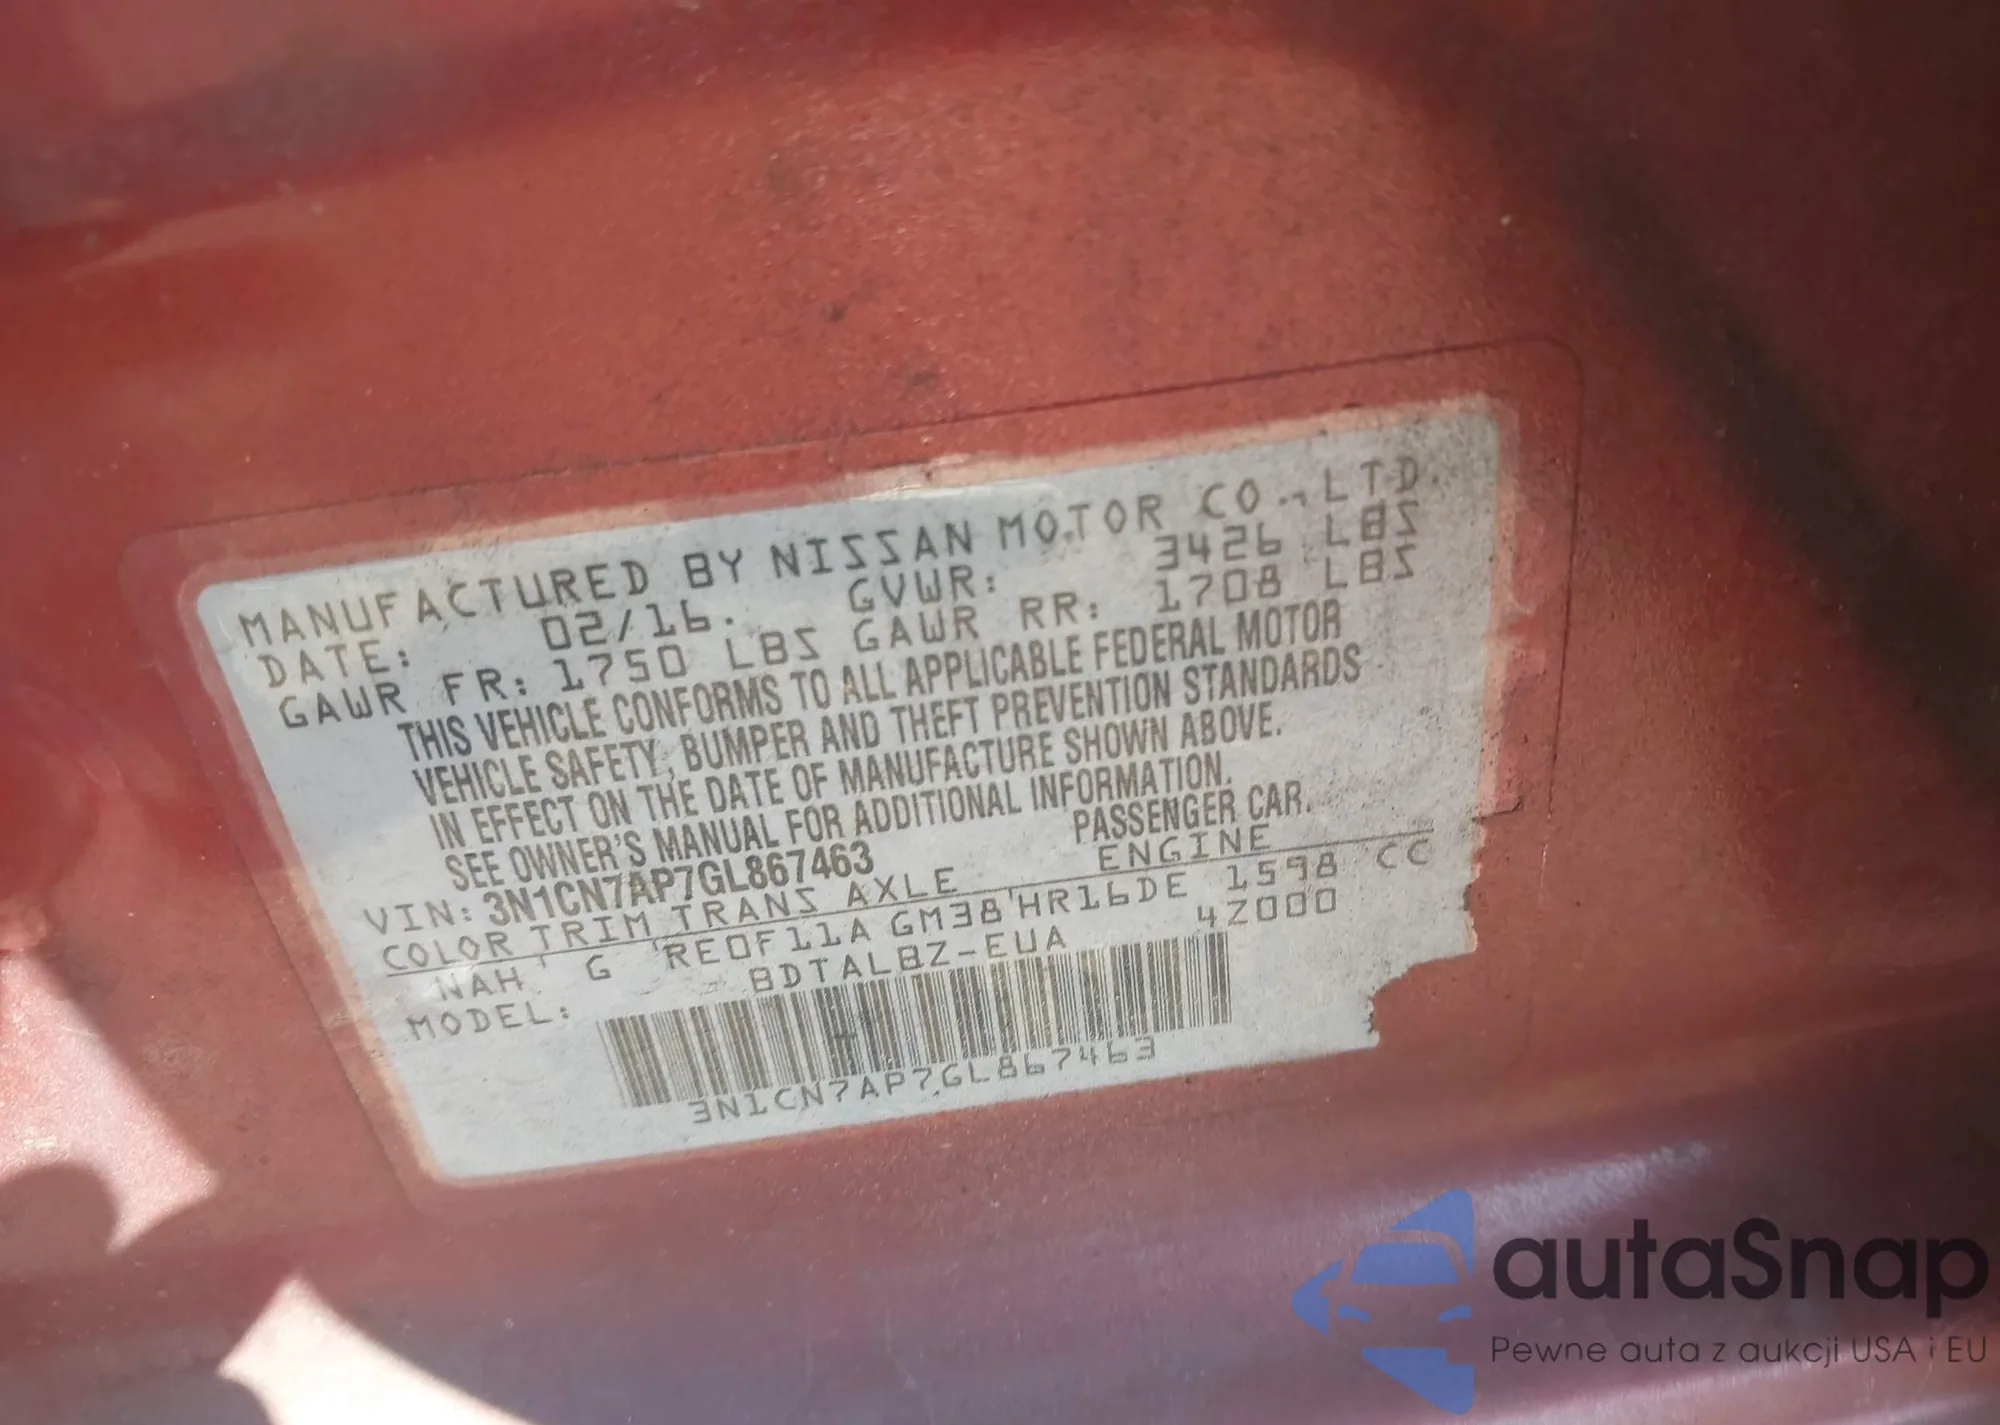 MANUFACTURED BY NISSAN MOTOR CO., LTD.
DATE: 02/16. GVWR: 3426 LBS
GAWR FR: 1750 LBS GAWR RR: 1708 LBS
THIS VEHICLE CONFORMS TO ALL APPLICABLE FEDERAL MOTOR
VEHICLE SAFETY, BUMPER AND THEFT PREVENTION STANDARDS
IN EFFECT ON THE DATE OF MANUFACTURE SHOWN ABOVE.
SEE OWNER'S MANUAL FOR ADDITIONAL INFORMATION.
VIN: 3N1CN7AP7GL867463 PASSENGER CAR.
COLOR TRIM TRANS AXLE ENGINE
NAH G RE0F11A GM38 HR16DE 1598 CC
MODEL: BDTALBZ-EUA 4Z000
3N1CN7AP7GL867463
autaSnap
Pewne auta z aukcji USA i EU